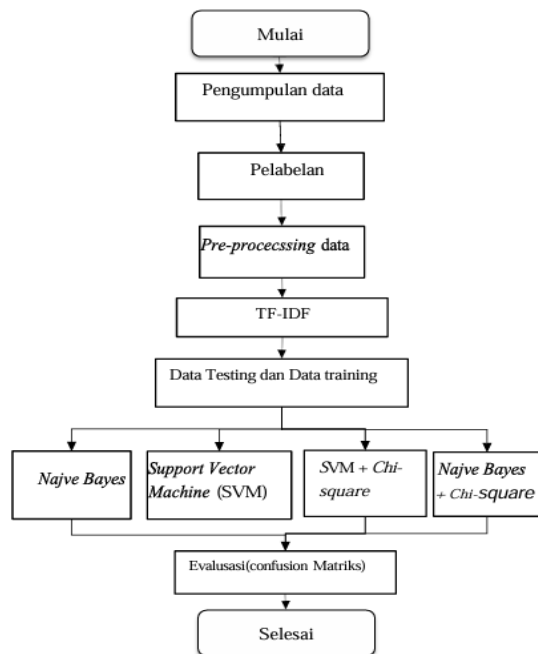 Mulai
Pengumpulan data
Pelabelan
Pre-procecssing data
TF-IDF
Data Testing dan Data training
Najve Bayes
Support Vector
Machine (SVM)
SVM + Chi-
square
Najve Bayes
+ Chi-square
Evalusasi(confusion Matriks)
Selesai